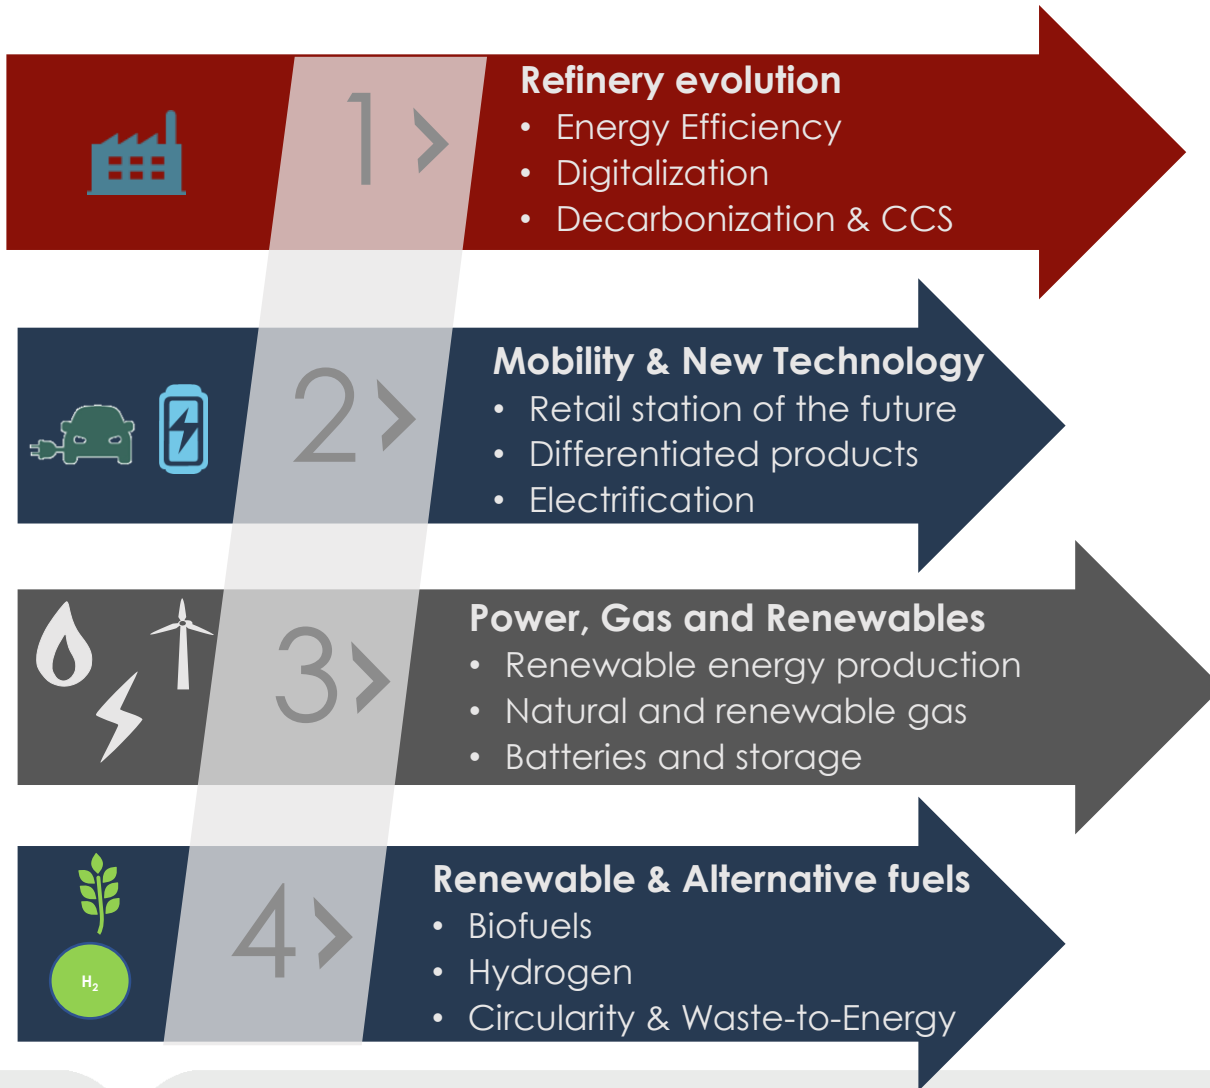 1
Refinery evolution
• Energy Efficiency
• Digitalization
• Decarbonization & CCS
2
Mobility & New Technology
• Retail station of the future
• Differentiated products
• Electrification
3
Power, Gas and Renewables
• Renewable energy production
• Natural and renewable gas
• Batteries and storage
4
H₂
Renewable & Alternative fuels
• Biofuels
• Hydrogen
• Circularity & Waste-to-Energy